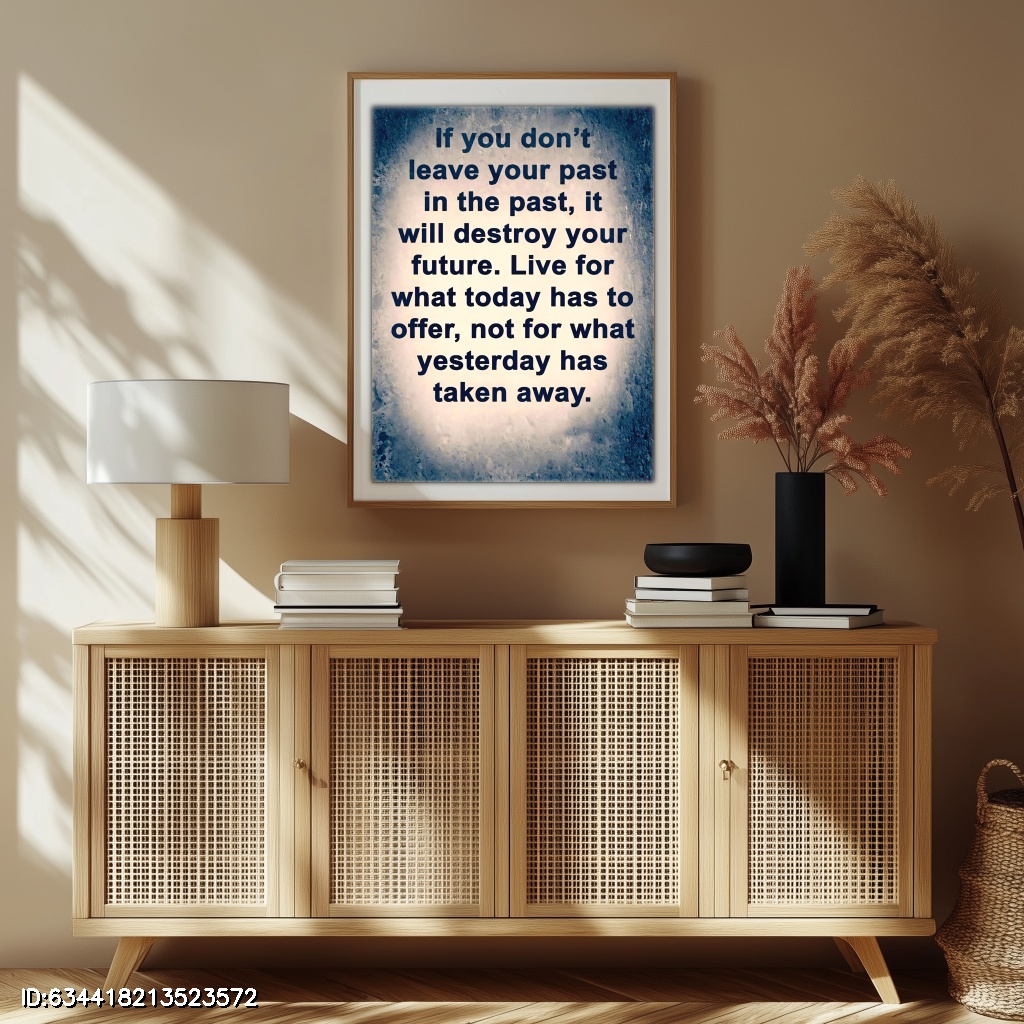 If you don’t
leave your past
in the past, it
will destroy your
future. Live for
what today has to
offer, not for what
yesterday has
taken away.
ID:634418213523572